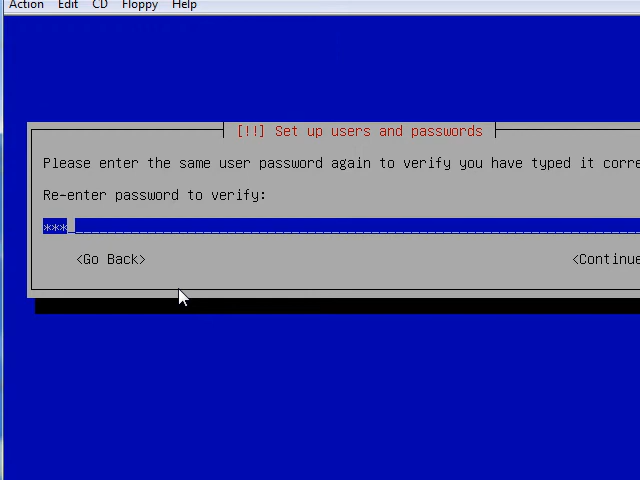 Action Edit CD Floppy Help
[!!] Set up users and passwords
Please enter the same user password again to verify you have typed it corre
Re-enter password to verify:
***
<Go Back> <Continue